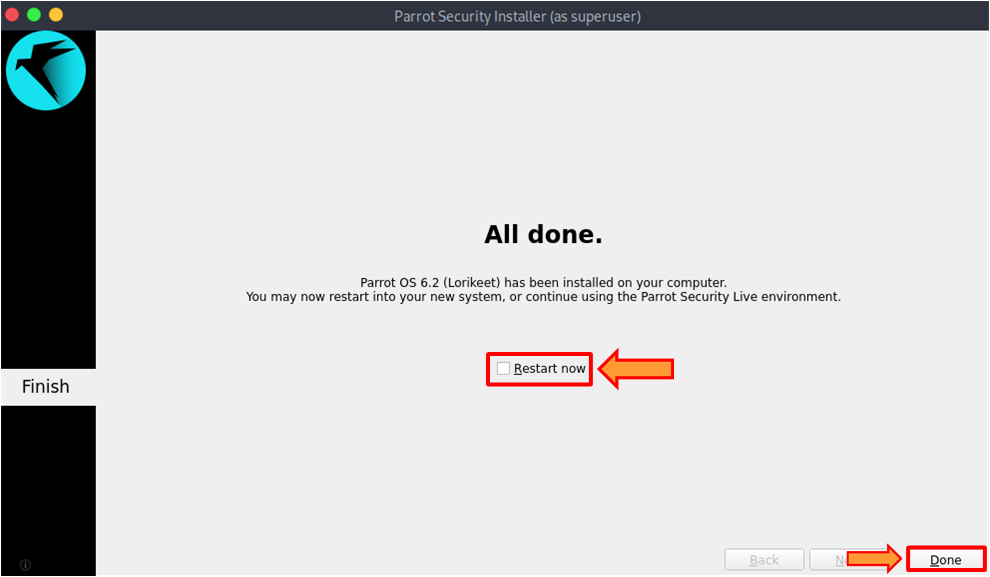 Parrot Security Installer (as superuser)
All done.
Parrot OS 6.2 (Lorikeet) has been installed on your computer.
You may now restart into your new system, or continue using the Parrot Security Live environment.
Restart now
Finish
Back
Done